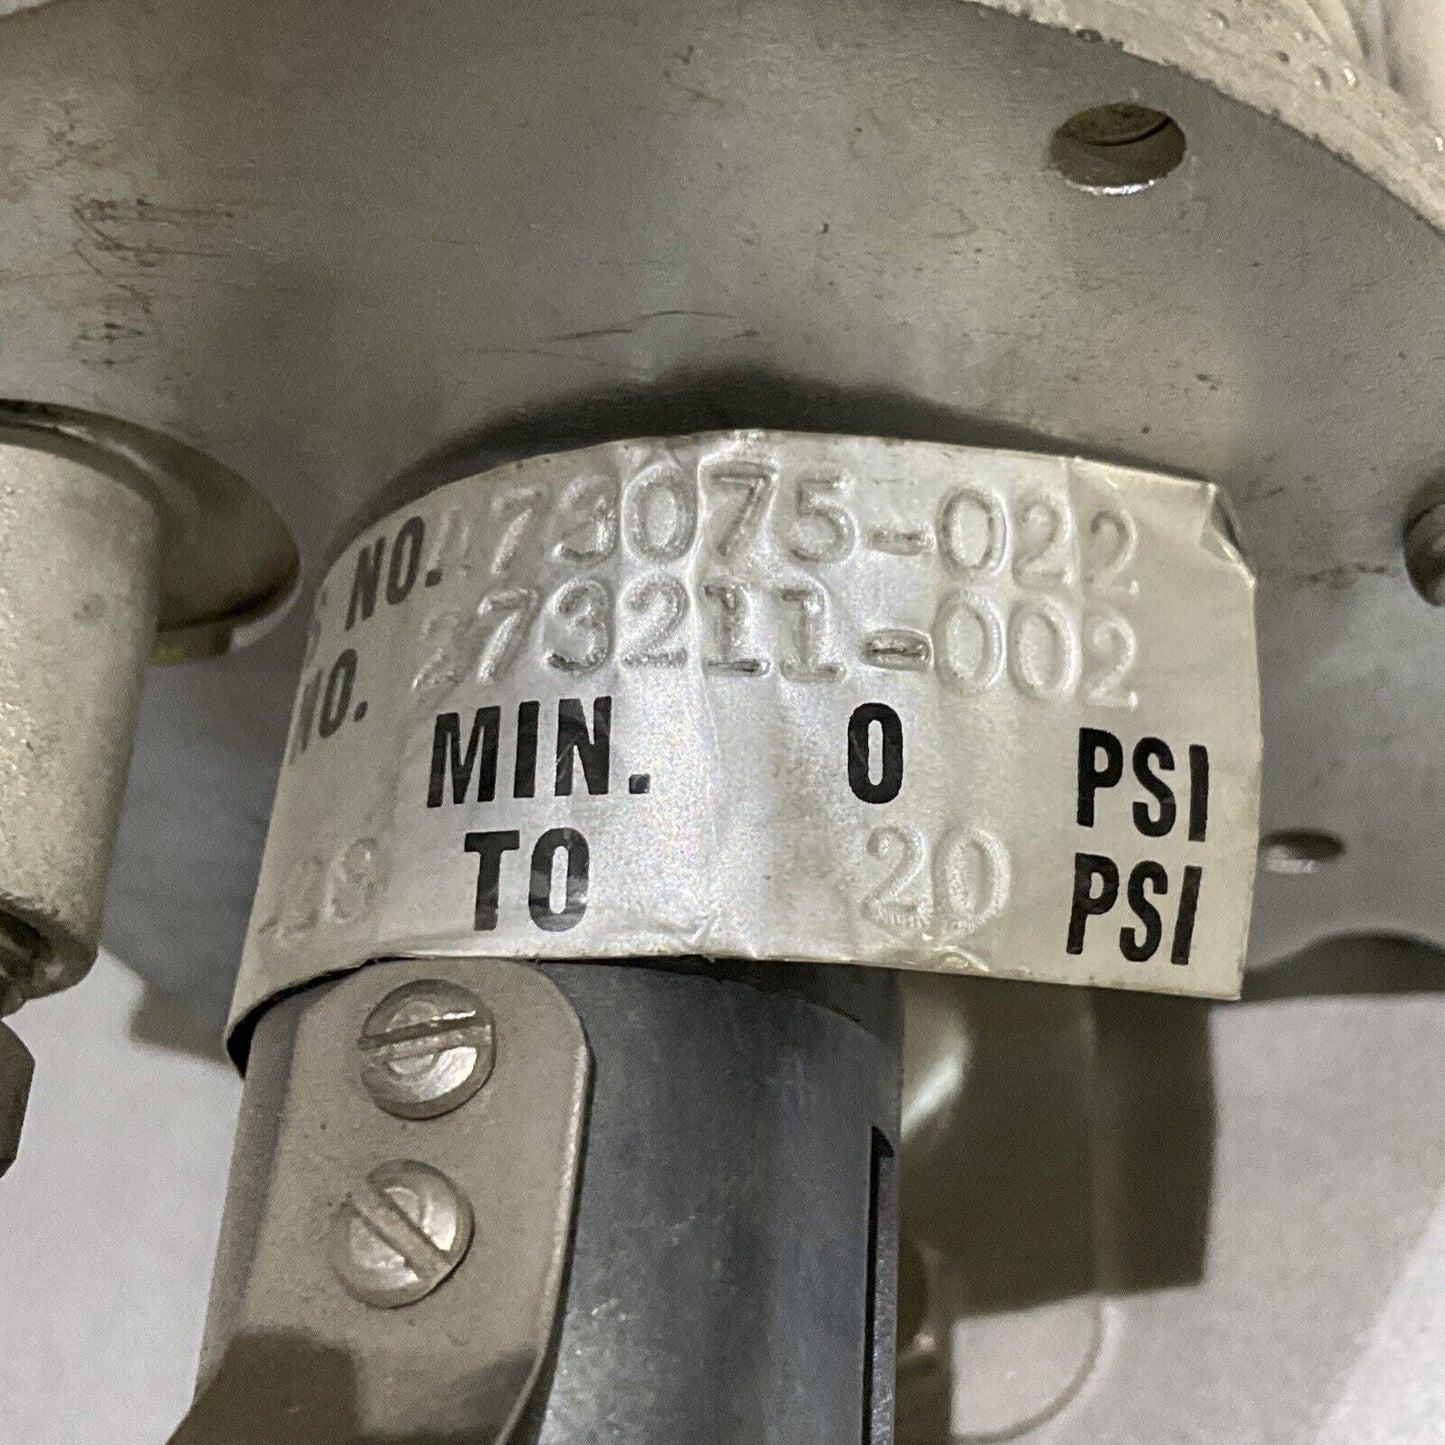 NO. 73075-022
NO. 273211-002
MIN. 0 PSI
TO 20 PSI